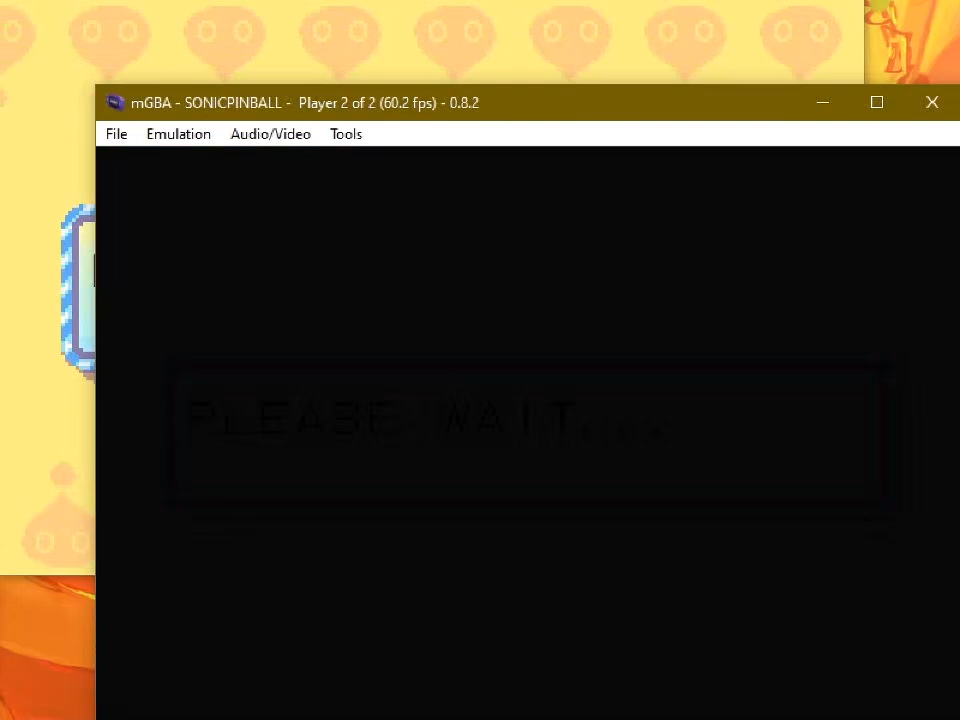 mGBA - SONICPINBALL - Player 2 of 2 (60.2 fps) - 0.8.2
File Emulation Audio/Video Tools
PLEASE WAIT....